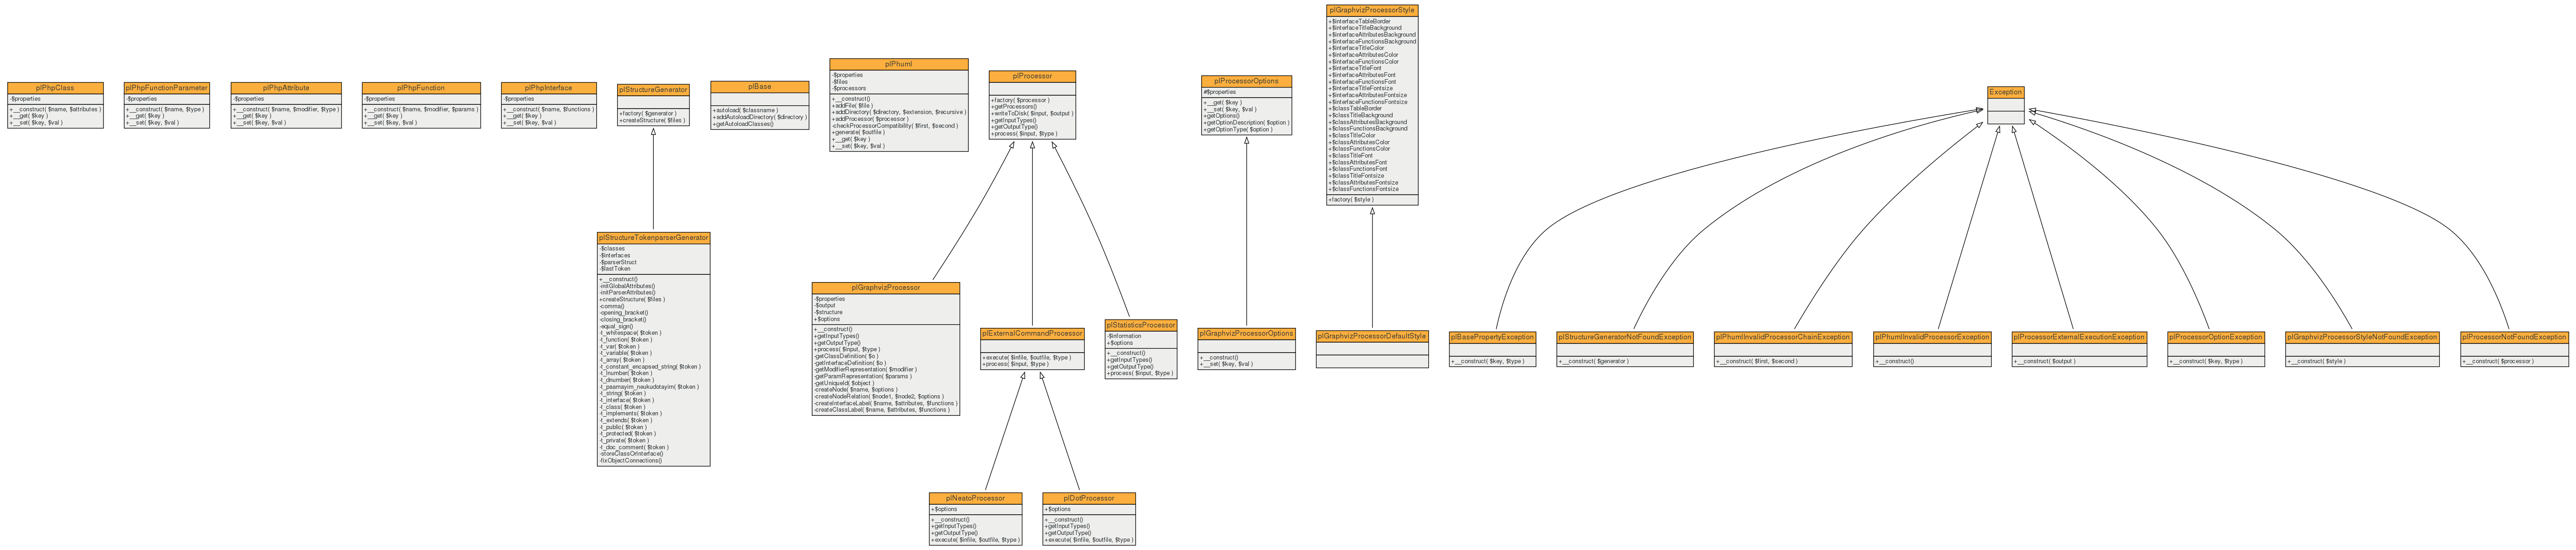 plPhpClass
-$properties
+__construct( $name, $attributes )
+__get( $key )
+__set( $key, $val )
plPhpFunctionParameter
-$properties
+__construct( $name, $type )
+__get( $key )
+__set( $key, $val )
plPhpAttribute
-$properties
+__construct( $name, $modifier, $type )
+__get( $key )
+__set( $key, $val )
plPhpFunction
-$properties
+__construct( $name, $modifier, $params )
+__get( $key )
+__set( $key, $val )
plPhpInterface
-$properties
+__construct( $name, $functions )
+__get( $key )
+__set( $key, $val )
plStructureGenerator
+factory( $generator )
+createStructure( $files )
plBase
+autoload( $classname )
+addAutoloadDirectory( $directory )
+getAutoloadClasses()
plPhuml
-$properties
-$files
-$processors
+__construct()
+addFile( $file )
+addDirectory( $directory, $extension, $recursive )
+addProcessor( $processor )
-checkProcessorCompatibility( $first, $second )
+generate( $outfile )
+__get( $key )
+__set( $key, $val )
plProcessor
+factory( $processor )
+getProcessors()
+writeToDisk( $input, $output )
+getInputTypes()
+getOutputType()
+process( $input, $type )
plProcessorOptions
#$properties
+__get( $key )
+__set( $key, $val )
+getOptions()
+getOptionDescription( $option )
+getOptionType( $option )
plGraphvizProcessorStyle
+$interfaceTableBorder
+$interfaceTitleBackground
+$interfaceAttributesBackground
+$interfaceFunctionsBackground
+$interfaceTitleColor
+$interfaceAttributesColor
+$interfaceFunctionsColor
+$interfaceTitleFont
+$interfaceAttributesFont
+$interfaceFunctionsFont
+$interfaceTitleFontsize
+$interfaceAttributesFontsize
+$interfaceFunctionsFontsize
+$classTableBorder
+$classTitleBackground
+$classAttributesBackground
+$classFunctionsBackground
+$classTitleColor
+$classAttributesColor
+$classFunctionsColor
+$classTitleFont
+$classAttributesFont
+$classFunctionsFont
+$classTitleFontsize
+$classAttributesFontsize
+$classFunctionsFontsize
+factory( $style )
Exception
plStructureTokenparserGenerator
-$classes
-$interfaces
-$parserStruct
-$lastToken
+__construct()
-initGlobalAttributes()
-initParserAttributes()
+createStructure( $files )
-comma()
-opening_bracket()
-closing_bracket()
-equal_sign()
-t_whitespace( $token )
-t_function( $token )
-t_var( $token )
-t_variable( $token )
-t_array( $token )
-t_constant_encapsed_string( $token )
-t_lnumber( $token )
-t_dnumber( $token )
-t_paamayim_neukudotayim( $token )
-t_string( $token )
-t_interface( $token )
-t_class( $token )
-t_implements( $token )
-t_extends( $token )
-t_public( $token )
-t_protected( $token )
-t_private( $token )
-t_doc_comment( $token )
-storeClassOrInterface()
-fixObjectConnections()
plGraphvizProcessor
-$properties
-$output
-$structure
+$options
+__construct()
+getInputTypes()
+getOutputType()
+process( $input, $type )
-getClassDefinition( $o )
-getInterfaceDefinition( $o )
-getModifierRepresentation( $modifier )
-getParamRepresentation( $params )
-getUniqueId( $object )
-createNode( $name, $options )
-createNodeRelation( $node1, $node2, $options )
-createInterfaceLabel( $name, $attributes, $functions )
-createClassLabel( $name, $attributes, $functions )
plExternalCommandProcessor
+execute( $infile, $outfile, $type )
+process( $input, $type )
plStatisticsProcessor
-$information
+$options
+__construct()
+getInputTypes()
+getOutputType()
+process( $input, $type )
plGraphvizProcessorOptions
+__construct()
+__set( $key, $val )
plGraphvizProcessorDefaultStyle
plBasePropertyException
+__construct( $key, $type )
plStructureGeneratorNotFoundException
+__construct( $generator )
plPhumlInvalidProcessorChainException
+__construct( $first, $second )
plPhumlInvalidProcessorException
+__construct()
plProcessorExternalExecutionException
+__construct( $output )
plProcessorOptionException
+__construct( $key, $type )
plGraphvizProcessorStyleNotFoundException
+__construct( $style )
plProcessorNotFoundException
+__construct( $processor )
plNeatoProcessor
+$options
+__construct()
+getInputTypes()
+getOutputType()
+execute( $infile, $outfile, $type )
plDotProcessor
+$options
+__construct()
+getInputTypes()
+getOutputType()
+execute( $infile, $outfile, $type )